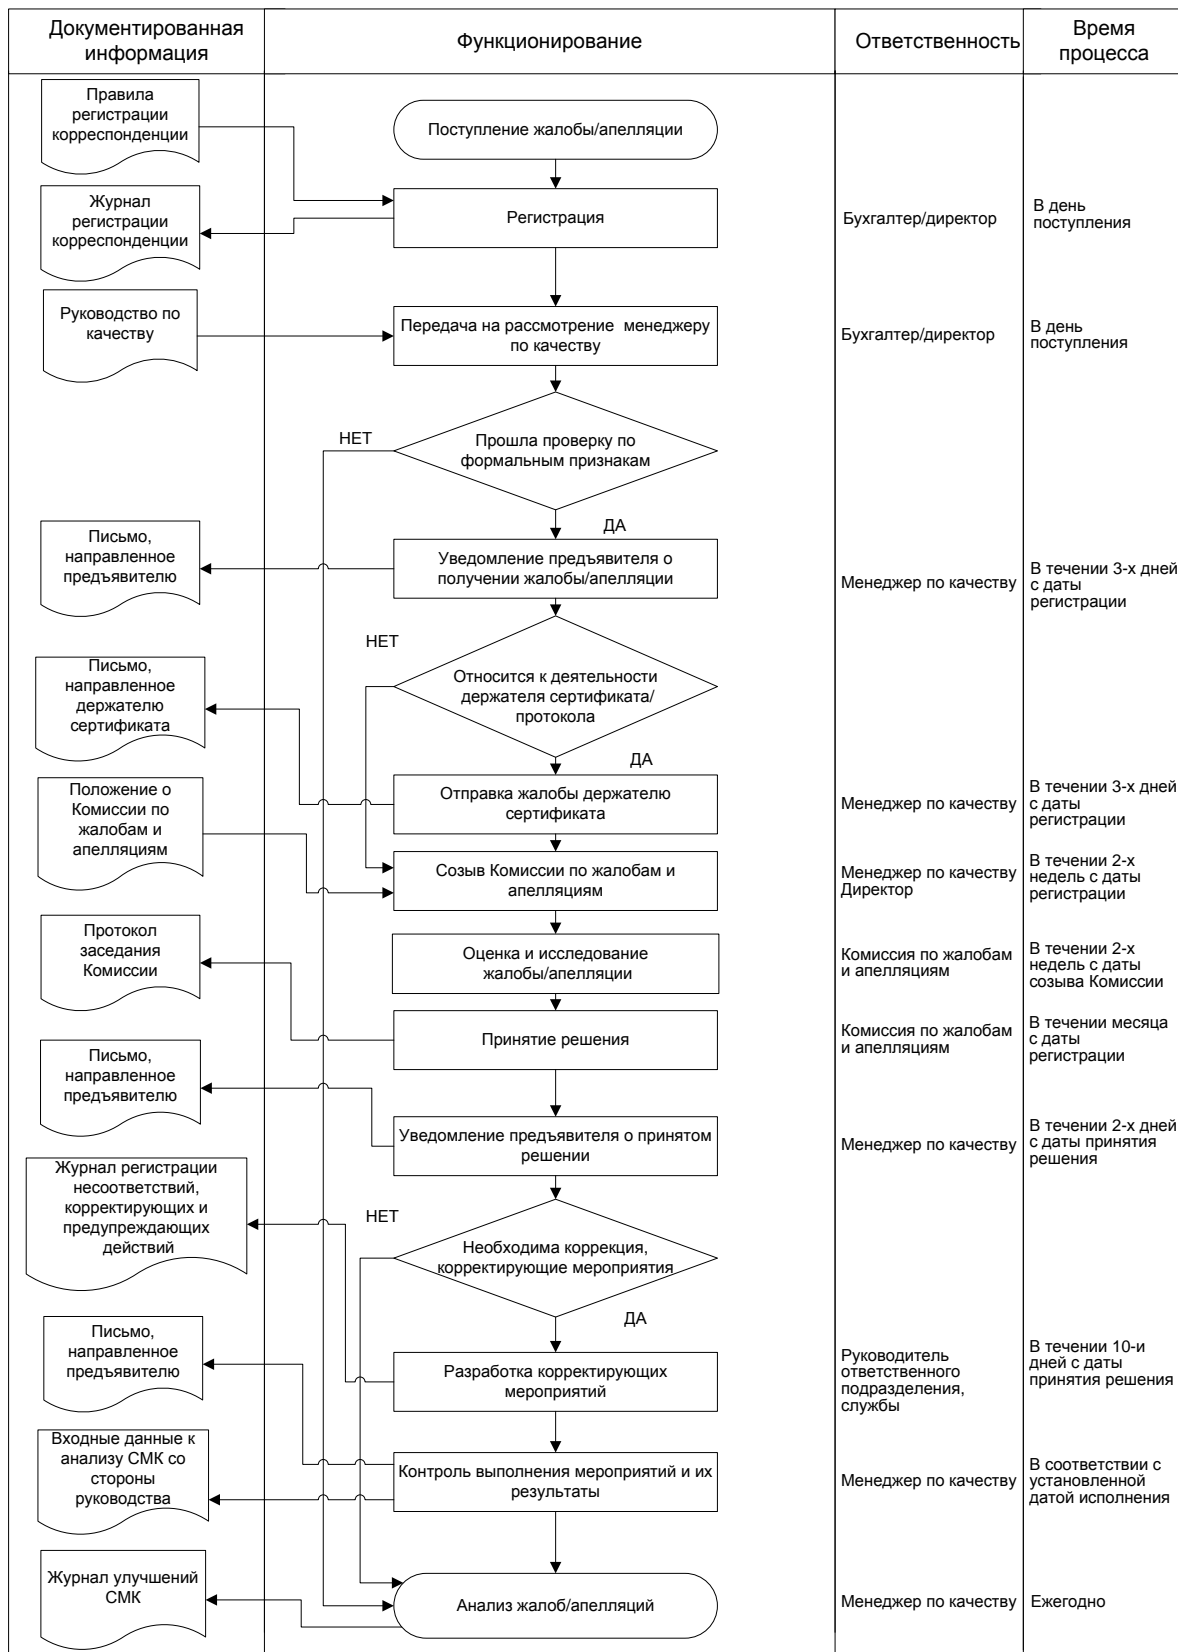 Документированная
информация
Функционирование
Ответственность
Время
процесса
Правила
регистрации
корреспонденции
Поступление жалобы/апелляции
Журнал
регистрации
корреспонденции
Регистрация
Бухгалтер/директор
В день
поступления
Руководство по
качеству
Передача на рассмотрение менеджеру
по качеству
Бухгалтер/директор
В день
поступления
НЕТ
Прошла проверку по
формальным признакам
ДА
Письмо,
направленное
предъявителю
Уведомление предъявителя о
получении жалобы/апелляции
Менеджер по качеству
В течении 3-х дней
с даты
регистрации
НЕТ
Относится к деятельности
держателя сертификата/
протокола
ДА
Письмо,
направленное
держателю
сертификата
Отправка жалобы держателю
сертификата
Менеджер по качеству
В течении 3-х дней
с даты
регистрации
Положение о
Комиссии по
жалобам и
апелляциям
Созыв Комиссии по жалобам и
апелляциям
Менеджер по качеству
Директор
В течении 2-х
недель с даты
регистрации
Протокол
заседания
Комиссии
Оценка и исследование
жалобы/апелляции
Комиссия по жалобам
и апелляциям
В течении 2-х
недель с даты
созыва Комиссии
Принятие решения
Комиссия по жалобам
и апелляциям
В течении месяца
с даты
регистрации
Письмо,
направленное
предъявителю
Уведомление предъявителя о принятом
решении
Менеджер по качеству
В течении 2-х дней
с даты принятия
решения
Журнал регистрации
несоответствий,
корректирующих и
предупреждающих
действий
НЕТ
Необходима коррекция,
корректирующие мероприятия
ДА
Письмо,
направленное
предъявителю
Разработка корректирующих
мероприятий
Руководитель
ответственного
подразделения,
службы
В течении 10-и
дней с даты
принятия решения
Входные данные к
анализу СМК со
стороны
руководства
Контроль выполнения мероприятий и их
результаты
Менеджер по качеству
В соответствии с
установленной
датой исполнения
Журнал улучшений
СМК
Анализ жалоб/апелляций
Менеджер по качеству
Ежегодно